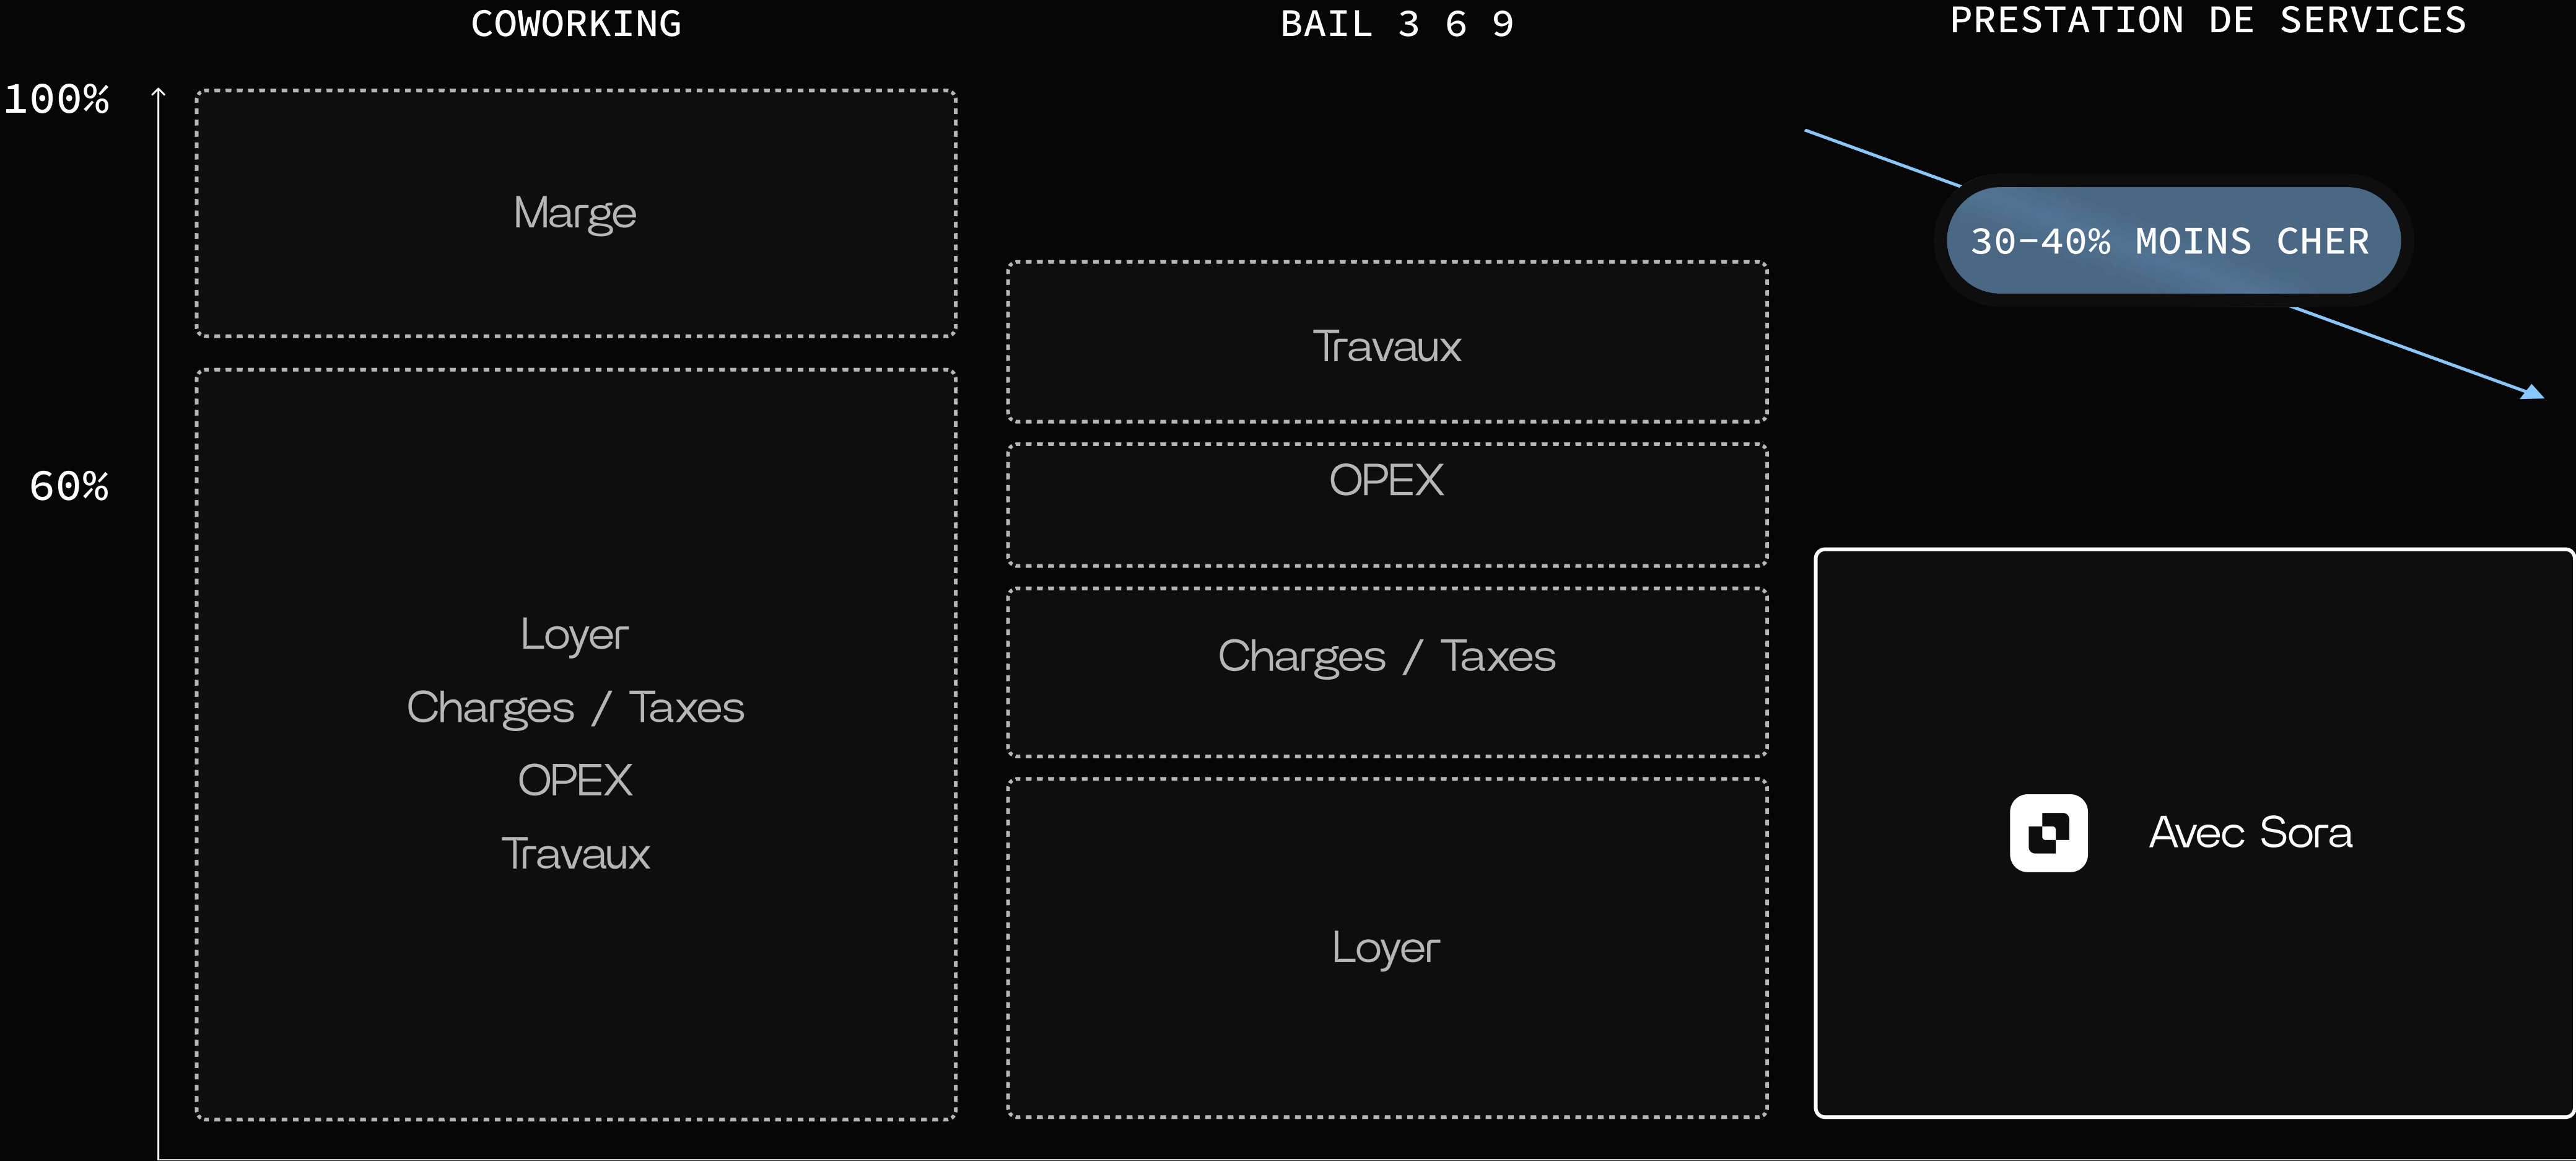 COWORKING
BAIL 3 6 9
PRESTATION DE SERVICES
100%
60%
Marge
Loyer
Charges / Taxes
OPEX
Travaux
Travaux
OPEX
Charges / Taxes
Loyer
30-40% MOINS CHER
Avec Sora